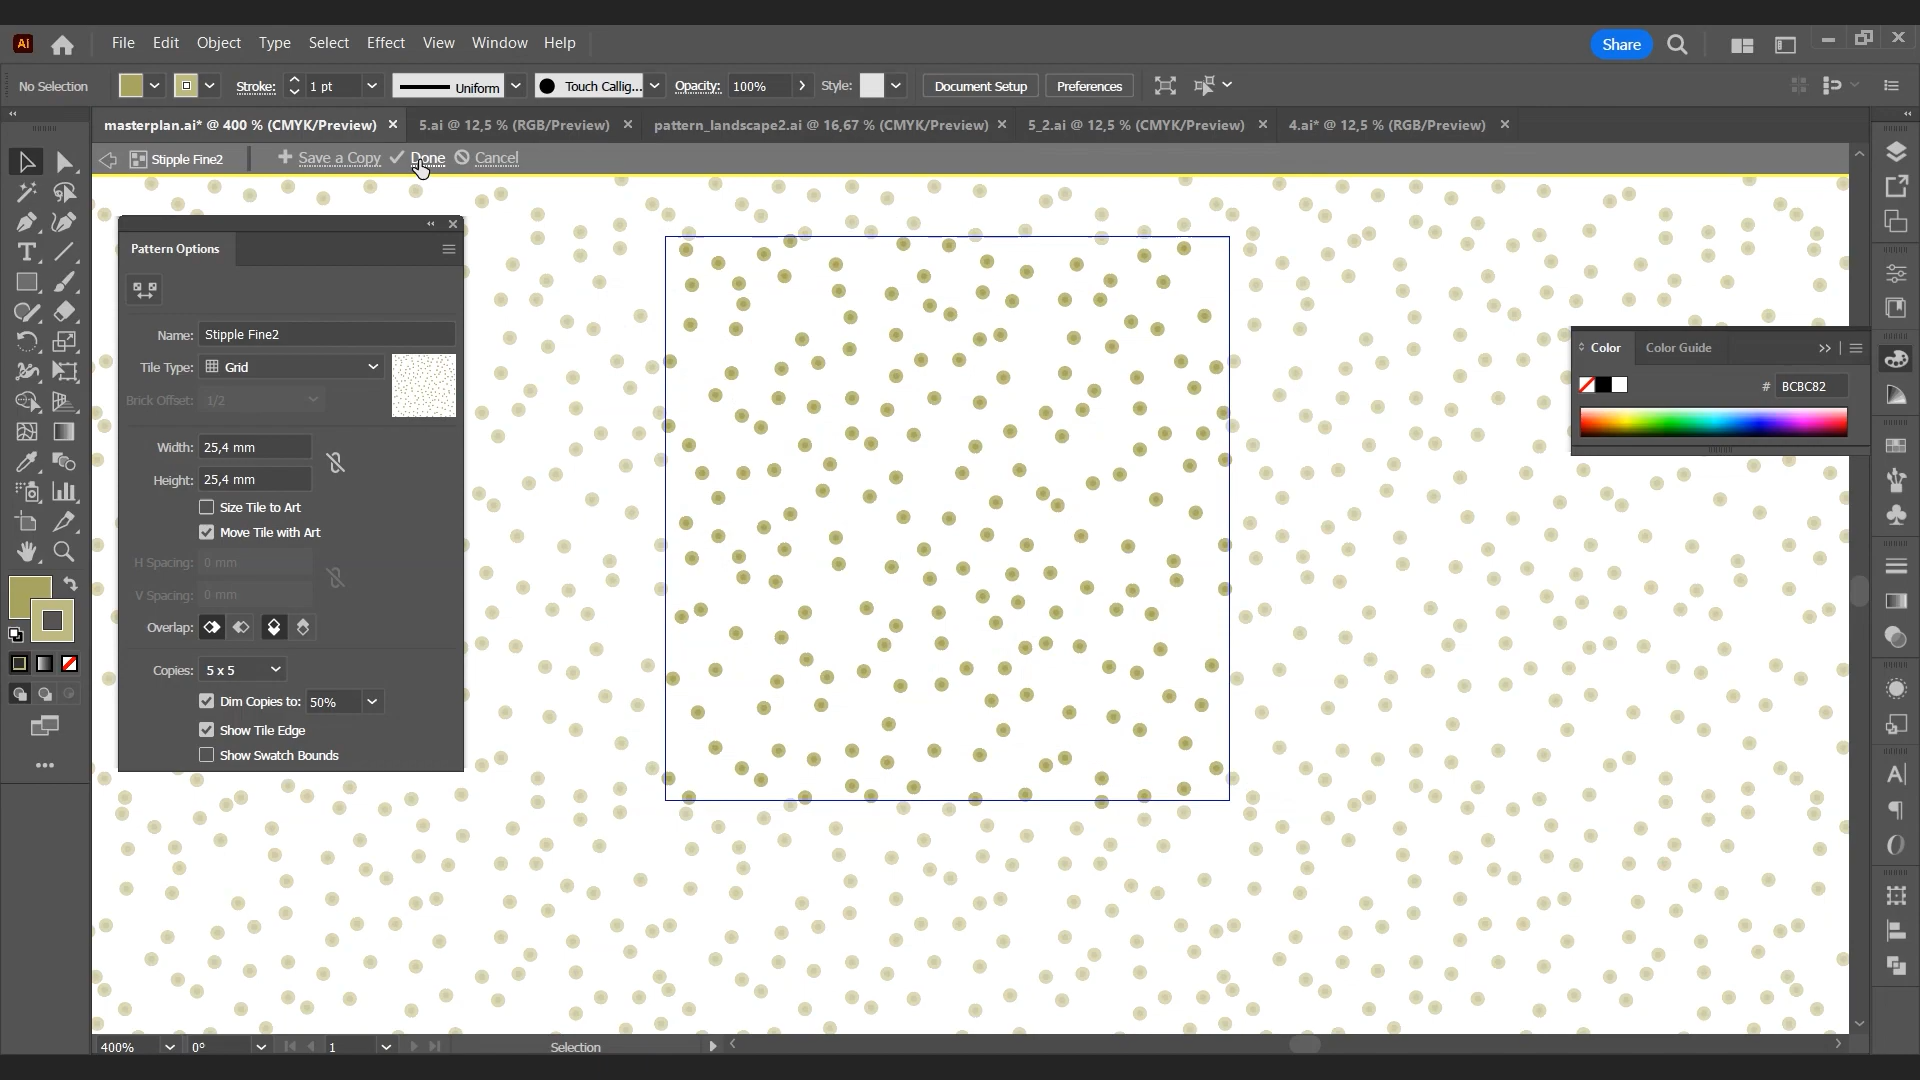 Ai File Edit Object Type Select Effect View Window Help Share
No Selection Stroke: 1 pt Uniform Touch Callig... Opacity: 100% Style: Document Setup Preferences
masterplan.ai* @ 400 % (CMYK/Preview) 5.ai @ 12,5 % (RGB/Preview) pattern_landscape2.ai @ 16,67 % (CMYK/Preview) 5_2.ai @ 12,5 % (CMYK/Preview) 4.ai* @ 12,5 % (RGB/Preview)
Stipple Fine2 Save a Copy Done Cancel
Pattern Options
Name: Stipple Fine2
Tile Type: Grid
Brick Offset: 1/2
Width: 25,4 mm
Height: 25,4 mm
Size Tile to Art
Move Tile with Art
H Spacing: 0 mm
V Spacing: 0 mm
Overlap:
Copies: 5 x 5
Dim Copies to: 50%
Show Tile Edge
Show Swatch Bounds
Color Color Guide
# BCBC82
400% 0° 1 Selection